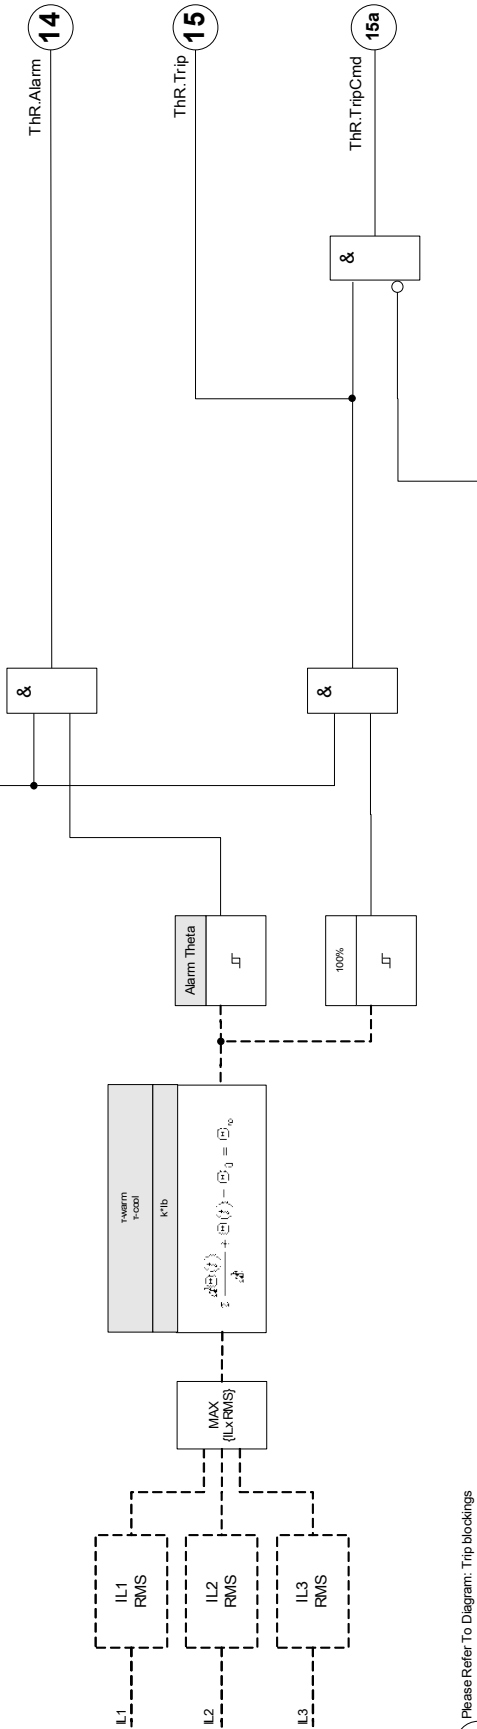 ThR.Alarm
14
&
τ-warm
τ-cool
k*Ib
IL1
IL1
RMS
Alarm Theta
ThR.Trip
15
IL2
IL2
RMS
MAX
{ILx RMS}
IL3
IL3
RMS
100%
&
&
ThR.TripCmd
15a
Please Refer To Diagram: Trip blockings